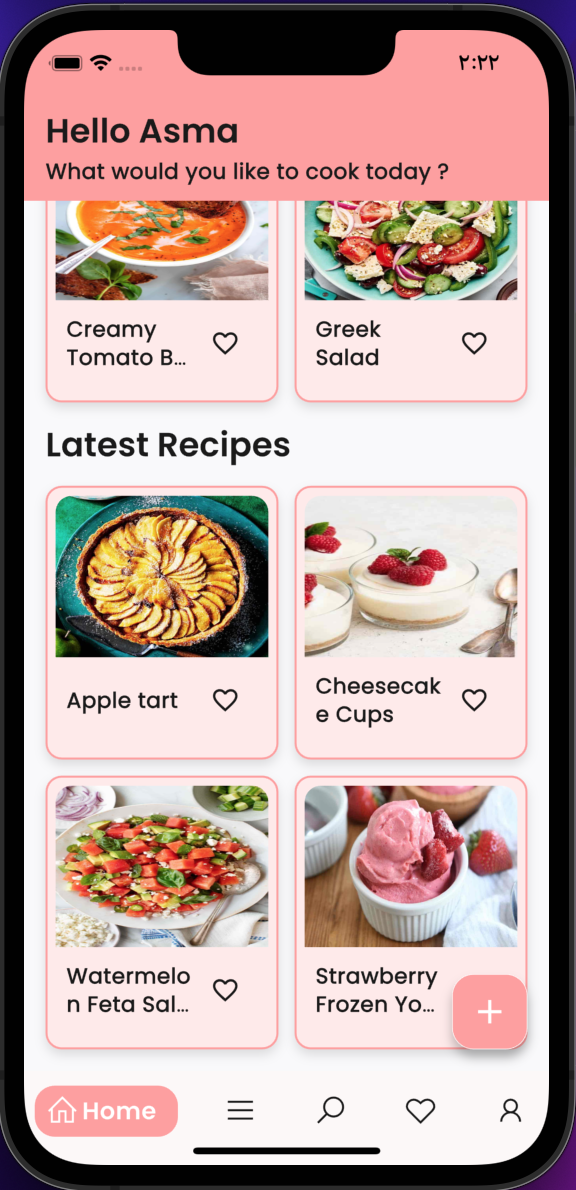 ٢:٢٢
Hello Asma
What would you like to cook today ?
Creamy
Tomato B...
Greek
Salad
Latest Recipes
Apple tart
Cheesecak
e Cups
Watermelo
n Feta Sal...
Strawberry
Frozen Yo...
Home